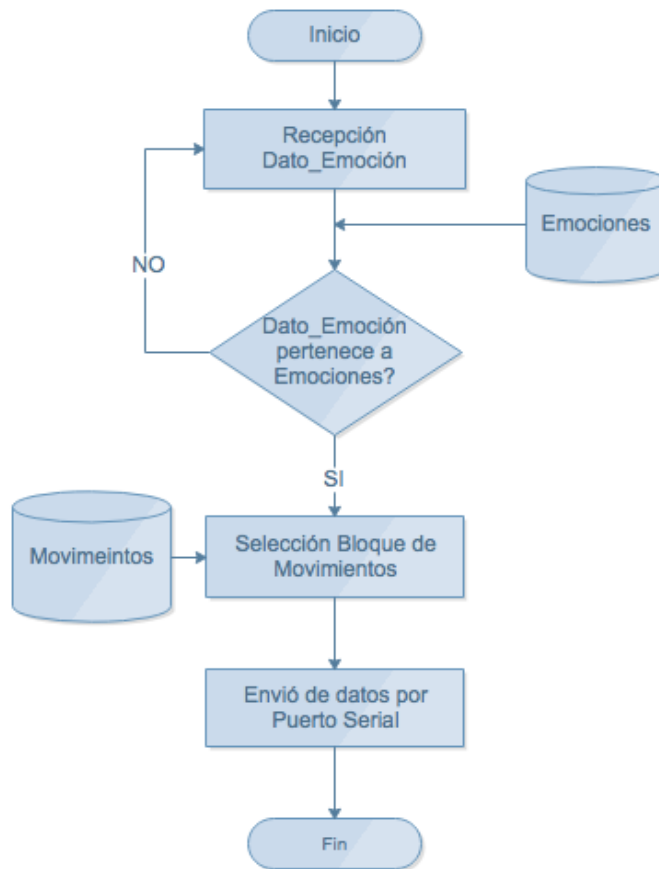 Inicio
Recepción
Dato_Emoción
Emociones
NO
Dato_Emoción
pertenece a
Emociones?
SI
Movimeintos
Selección Bloque de
Movimientos
Envió de datos por
Puerto Serial
Fin